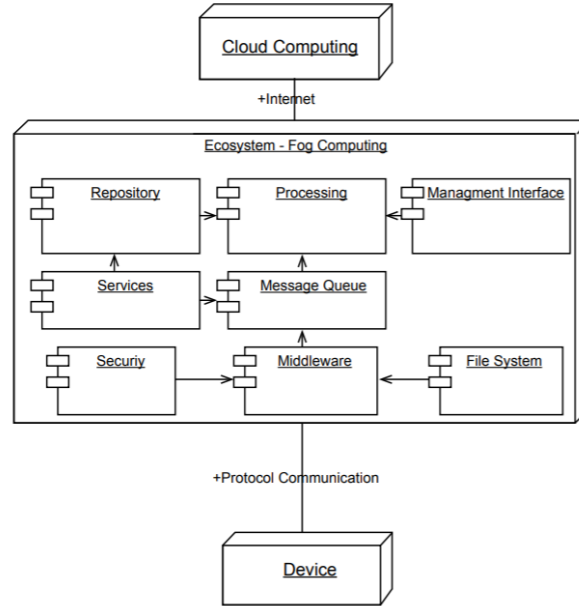 Cloud Computing
+Internet
Ecosystem - Fog Computing
Repository
Processing
Managment Interface
Services
Message Queue
Securiy
Middleware
File System
+Protocol Communication
Device